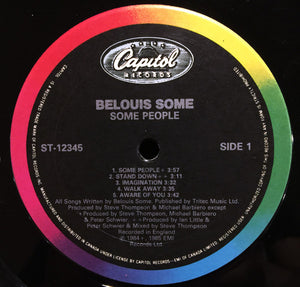 Capitol
RECORDS
BELOUIS SOME
SOME PEOPLE
ST-12345
SIDE 1
1. SOME PEOPLE • 3:57
2. STAND DOWN •• 3:11
3. IMAGINATION 3:32
4. WALK AWAY 3:35
5. AWARE OF YOU 3:42
All Songs Written by Belouis Some. Published by Tritec Music Ltd.
Produced by Steve Thompson & Michael Barbiero except
• Produced by Steve Thompson, Michael Barbiero &
Peter Schwier. •• Produced by Ian Little &
Peter Schwier & Mixed by Steve Thompson
℗ 1984 • 1985 EMI
Records Ltd.